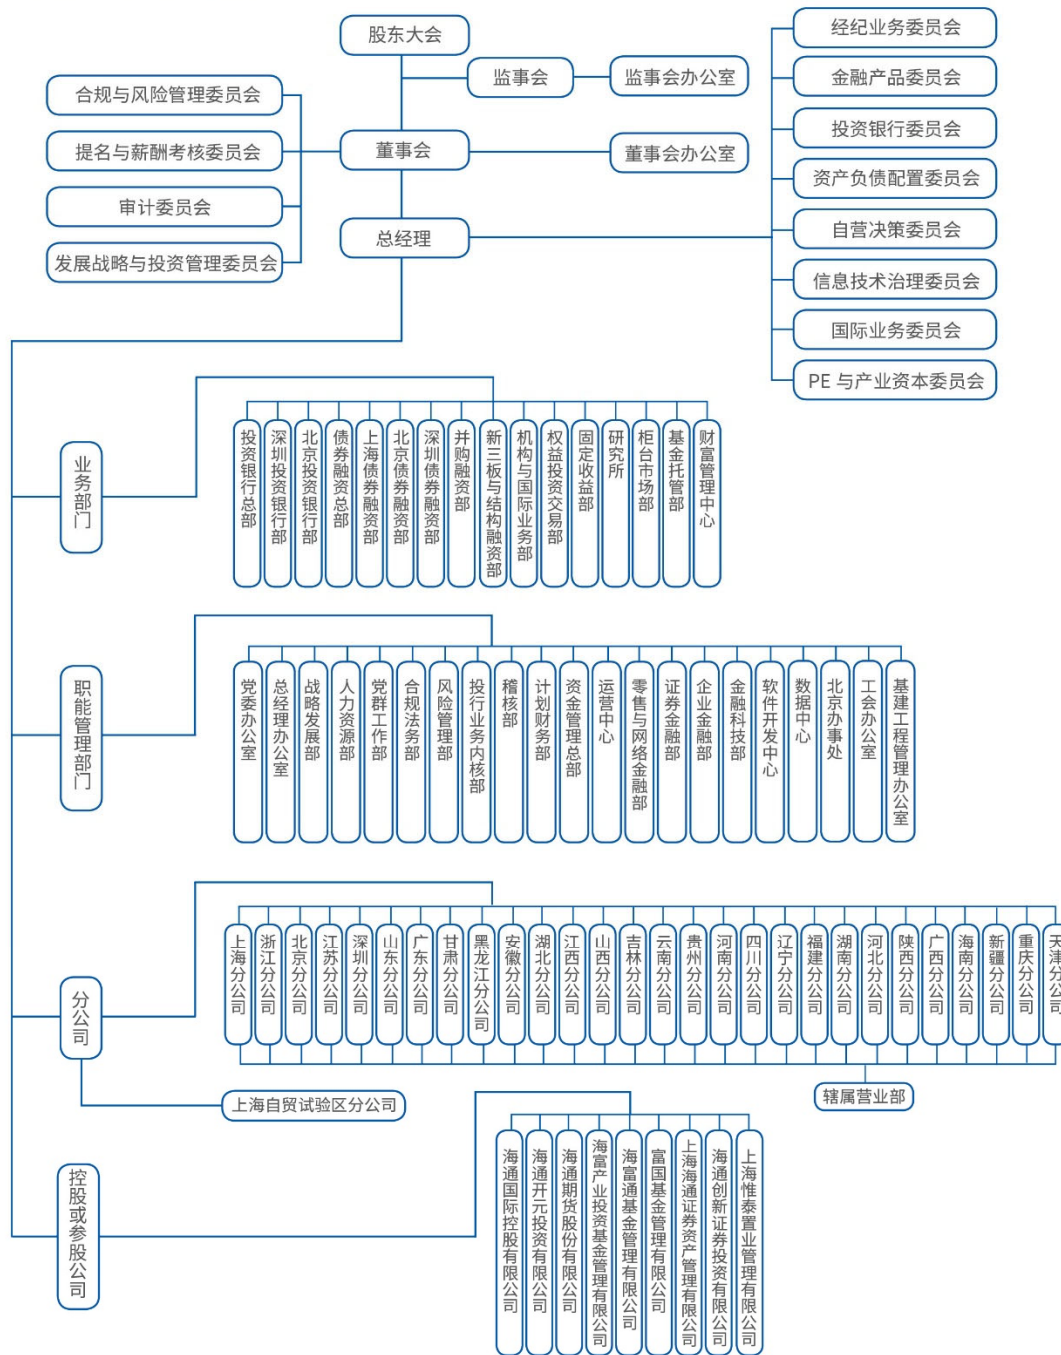 股东大会
监事会
监事会办公室
合规与风险管理委员会
提名与薪酬考核委员会
审计委员会
发展战略与投资管理委员会
董事会
董事会办公室
总经理
经纪业务委员会
金融产品委员会
投资银行委员会
资产负债配置委员会
自营决策委员会
信息技术治理委员会
国际业务委员会
PE 与产业资本委员会
业务部门
投资银行总部
深圳投资银行部
北京投资银行部
债券融资总部
上海债券融资部
北京债券融资部
深圳债券融资部
并购融资部
新三板与结构融资部
机构与国际业务部
权益投资交易部
固定收益部
研究所
柜台市场部
基金托管部
财富管理中心
职能管理部门
党委办公室
总经理办公室
战略发展部
人力资源部
党群工作部
合规法务部
风险管理部
投行业务内核部
稽核部
计划财务部
资金管理总部
运营中心
零售与网络金融部
证券金融部
企业金融部
金融科技部
软件开发中心
数据中心
北京办事处
工会办公室
基建工程管理办公室
分公司
上海分公司
浙江分公司
北京分公司
江苏分公司
深圳分公司
山东分公司
广东分公司
甘肃分公司
黑龙江分公司
安徽分公司
湖北分公司
江西分公司
山西分公司
吉林分公司
云南分公司
贵州分公司
河南分公司
四川分公司
辽宁分公司
福建分公司
湖南分公司
河北分公司
陕西分公司
广西分公司
海南分公司
新疆分公司
重庆分公司
天津分公司
上海自贸试验区分公司
辖属营业部
控股或参股公司
海通国际控股有限公司
海通开元投资有限公司
海通期货股份有限公司
海富产业投资基金管理有限公司
海富通基金管理有限公司
富国基金管理有限公司
上海海通证券资产管理有限公司
海通创新证券投资有限公司
上海惟泰置业管理有限公司